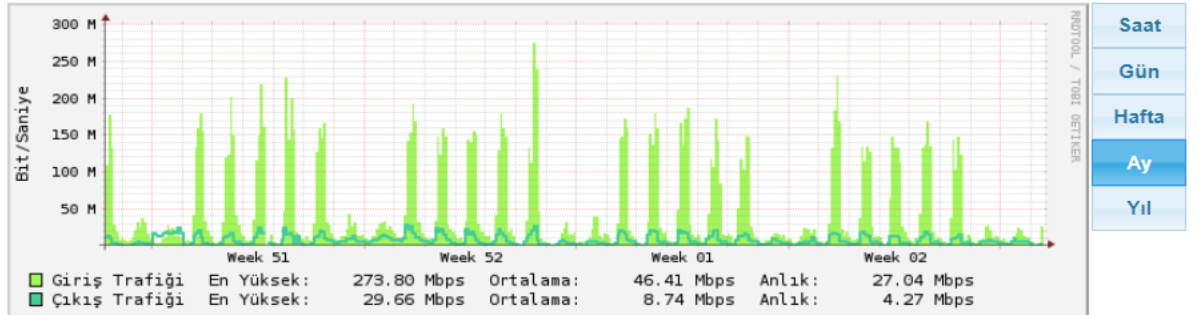 300 M
250 M
200 M
150 M
100 M
50 M
Bit/Saniye
Week 51 Week 52 Week 01 Week 02
Giriş Trafiği En Yüksek: 273.80 Mbps Ortalama: 46.41 Mbps Anlık: 27.04 Mbps
Çıkış Trafiği En Yüksek: 29.66 Mbps Ortalama: 8.74 Mbps Anlık: 4.27 Mbps
RRDTOOL / TOBI OETIKER
Saat
Gün
Hafta
Ay
Yıl